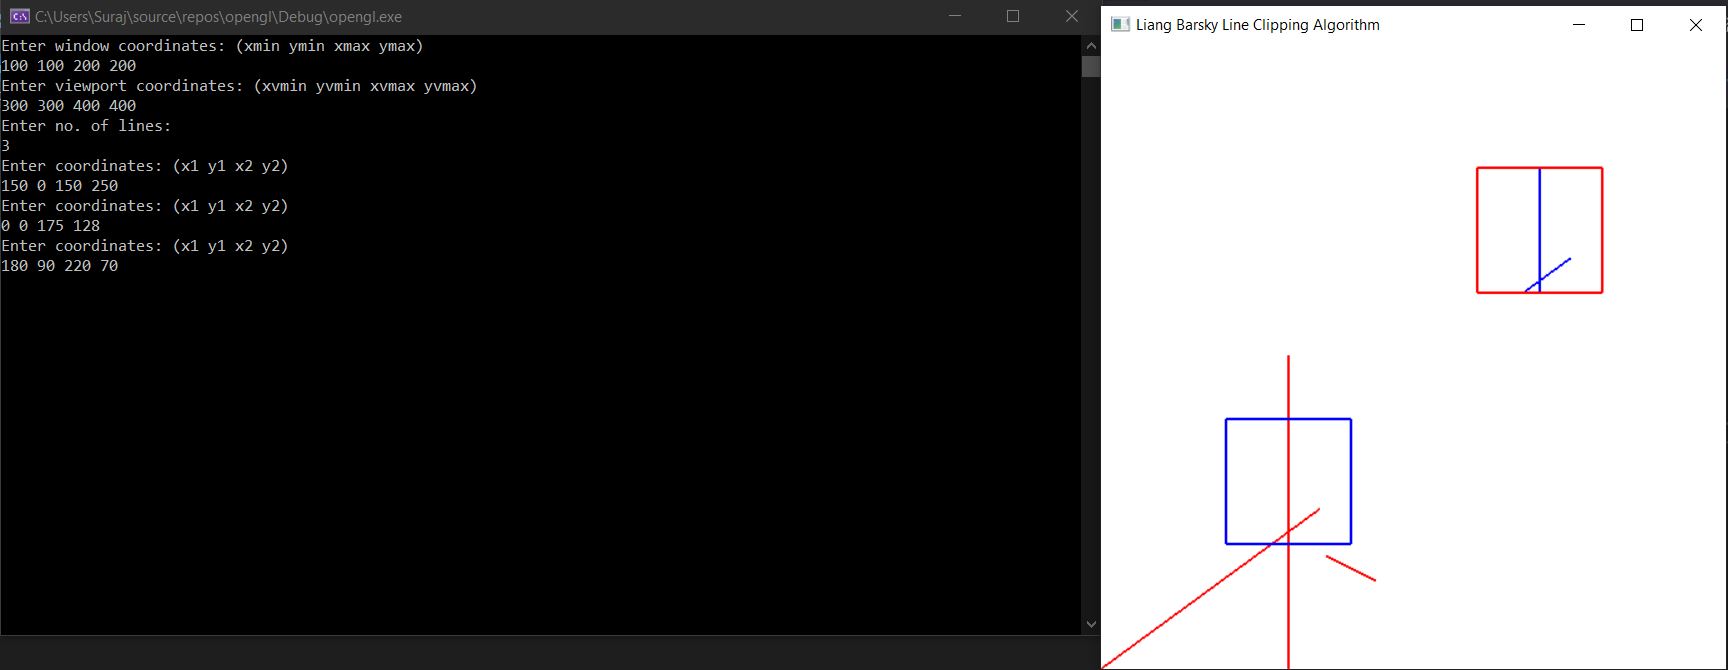 C:\Users\Suraj\source\repos\opengl\Debug\opengl.exe
Enter window coordinates: (xmin ymin xmax ymax)
100 100 200 200
Enter viewport coordinates: (xvmin yvmin xvmax yvmax)
300 300 400 400
Enter no. of lines:
3
Enter coordinates: (x1 y1 x2 y2)
150 0 150 250
Enter coordinates: (x1 y1 x2 y2)
0 0 175 128
Enter coordinates: (x1 y1 x2 y2)
180 90 220 70
Liang Barsky Line Clipping Algorithm